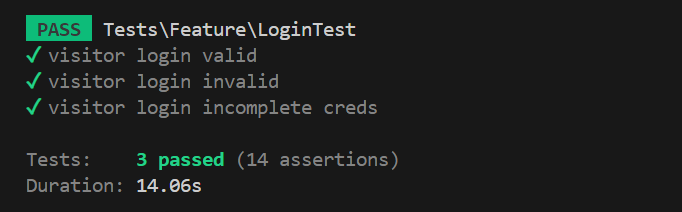 PASS Tests\Feature\LoginTest
✓ visitor login valid
✓ visitor login invalid
✓ visitor login incomplete creds
Tests: 3 passed (14 assertions)
Duration: 14.06s